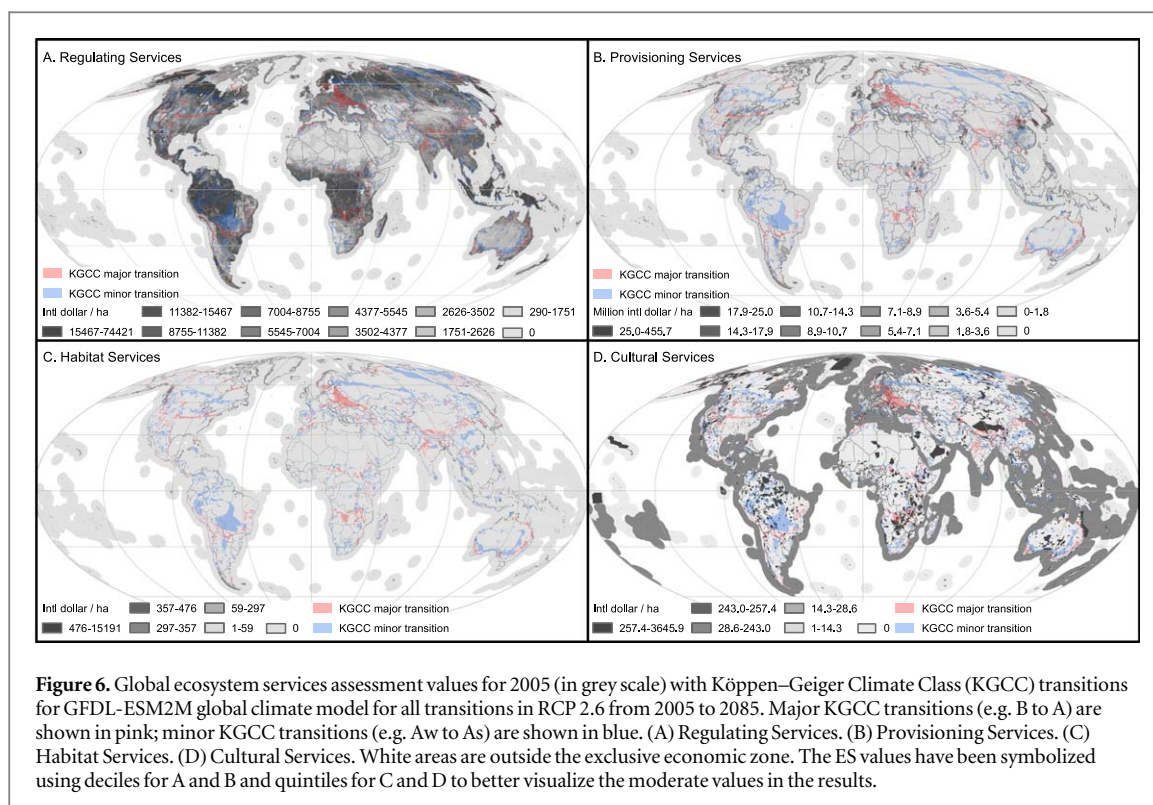 A. Regulating Services
KGCC major transition
KGCC minor transition
Intl dollar / ha 11382-15467 7004-8755 4377-5545 2626-3502 290-1751
15467-74421 8755-11382 5545-7004 3502-4377 1751-2626 0
B. Provisioning Services
KGCC major transition
KGCC minor transition
Million intl dollar / ha 17.9-25.0 10.7-14.3 7.1-8.9 3.6-5.4 0-1.8
25.0-455.7 14.3-17.9 8.9-10.7 5.4-7.1 1.8-3.6 0
C. Habitat Services
Intl dollar / ha 357-476 59-297 KGCC major transition
476-15191 297-357 1-59 0 KGCC minor transition
D. Cultural Services
Intl dollar / ha 243.0-257.4 14.3-28.6 KGCC major transition
257.4-3645.9 28.6-243.0 1-14.3 0 KGCC minor transition
Figure 6. Global ecosystem services assessment values for 2005 (in grey scale) with Köppen–Geiger Climate Class (KGCC) transitions
for GFDL-ESM2M global climate model for all transitions in RCP 2.6 from 2005 to 2085. Major KGCC transitions (e.g. B to A) are
shown in pink; minor KGCC transitions (e.g. Aw to As) are shown in blue. (A) Regulating Services. (B) Provisioning Services. (C)
Habitat Services. (D) Cultural Services. White areas are outside the exclusive economic zone. The ES values have been symbolized
using deciles for A and B and quintiles for C and D to better visualize the moderate values in the results.